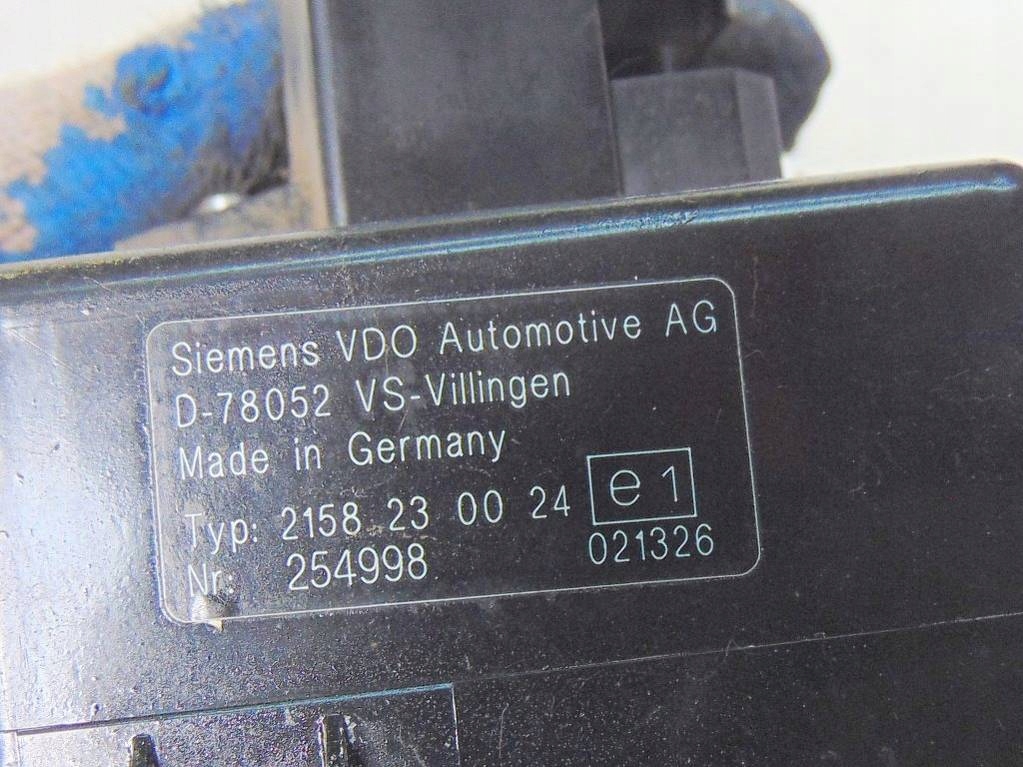 Siemens VDO Automotive AG
D-78052 VS-Villingen
Made in Germany
Typ: 2158 23 00 24
e1
Nr: 254998
021326